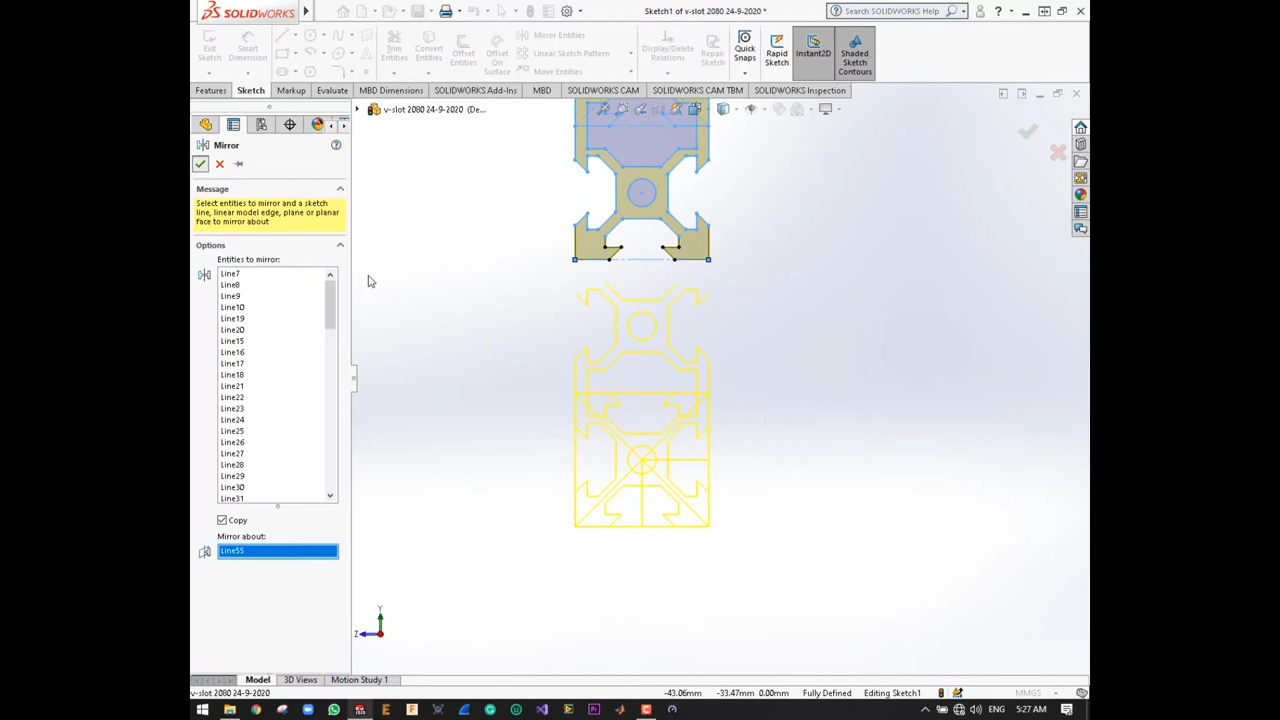 SOLIDWORKS
Sketch1 of v-slot 2080 24-9-2020 *
Search SOLIDWORKS Help
Exit Sketch
Smart Dimension
Trim Entities
Convert Entities
Offset Entities
Offset On Surface
Mirror Entities
Linear Sketch Pattern
Move Entities
Display/Delete Relations
Repair Sketch
Quick Snaps
Rapid Sketch
Instant2D
Shaded Sketch Contours
Features
Sketch
Markup
Evaluate
MBD Dimensions
SOLIDWORKS Add-Ins
MBD
SOLIDWORKS CAM
SOLIDWORKS CAM TBM
SOLIDWORKS Inspection
v-slot 2080 24-9-2020 (De...
Mirror
Message
Select entities to mirror and a sketch
line, linear model edge, plane or planar
face to mirror about
Options
Entities to mirror:
Line7
Line8
Line9
Line10
Line19
Line20
Line15
Line16
Line17
Line18
Line21
Line22
Line23
Line24
Line25
Line26
Line27
Line28
Line29
Line30
Line31
Copy
Mirror about:
Line55
Y
Z
Model
3D Views
Motion Study 1
v-slot 2080 24-9-2020
-43.06mm
-33.47mm 0.00mm
Fully Defined
Editing Sketch1
MMGS
ENG
5:27 AM